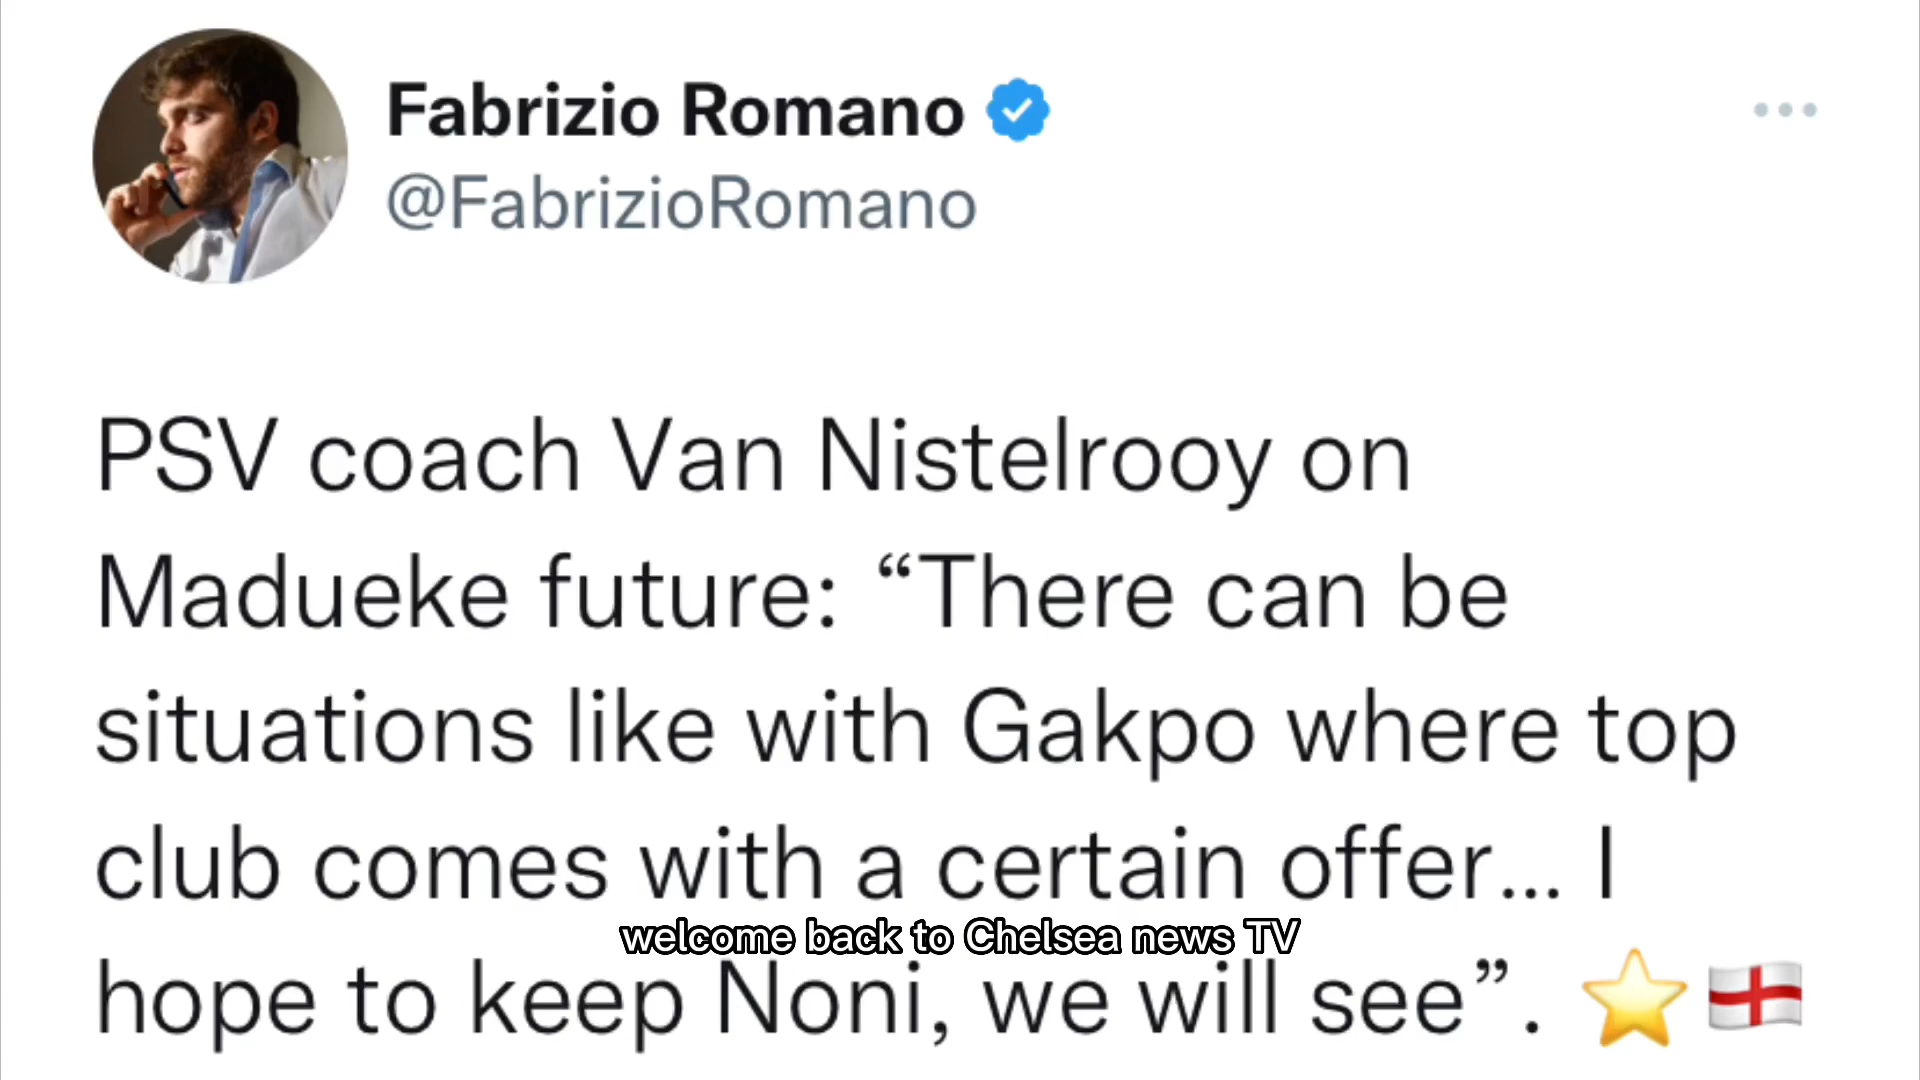 Fabrizio Romano
@FabrizioRomano
PSV coach Van Nistelrooy on
Madueke future: “There can be
situations like with Gakpo where top
club comes with a certain offer... I
welcome back to Chelsea news TV
hope to keep Noni, we will see”. ⭐🏴󠁧󠁢󠁥󠁮󠁧󠁿